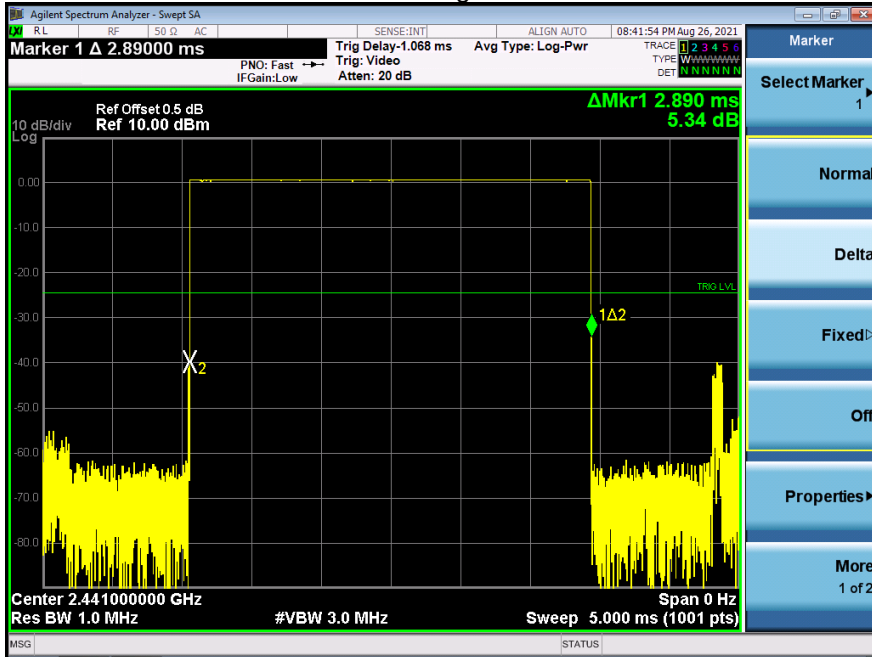 Agilent Spectrum Analyzer - Swept SA
LXI RL RF 50 Ω AC SENSE:INT ALIGN AUTO 08:41:54 PM Aug 26, 2021
Marker 1 Δ 2.89000 ms
PNO: Fast
IFGain:Low
Trig Delay-1.068 ms
Trig: Video
Atten: 20 dB
Avg Type: Log-Pwr
TRACE 1 2 3 4 5 6
TYPE WWWWWW
DET N N N N N N
ΔMkr1 2.890 ms
5.34 dB
Ref Offset 0.5 dB
10 dB/div Ref 10.00 dBm
Log
0.00
-10.0
-20.0
TRIG LVL
-30.0
1Δ2
-40.0
2
-50.0
-60.0
-70.0
-80.0
Center 2.441000000 GHz Span 0 Hz
Res BW 1.0 MHz #VBW 3.0 MHz Sweep 5.000 ms (1001 pts)
MSG STATUS
Marker
Select Marker
1
Normal
Delta
Fixed
Off
Properties
More
1 of 2